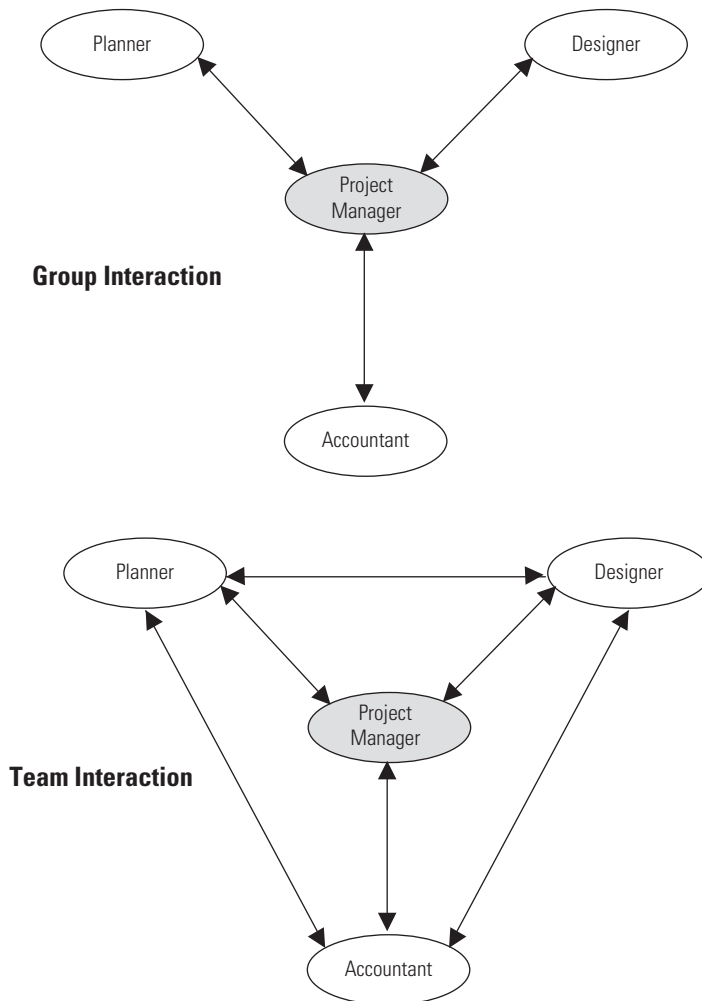 Planner
Designer
Project
Manager
Group Interaction
Accountant
Planner
Designer
Project
Manager
Team Interaction
Accountant